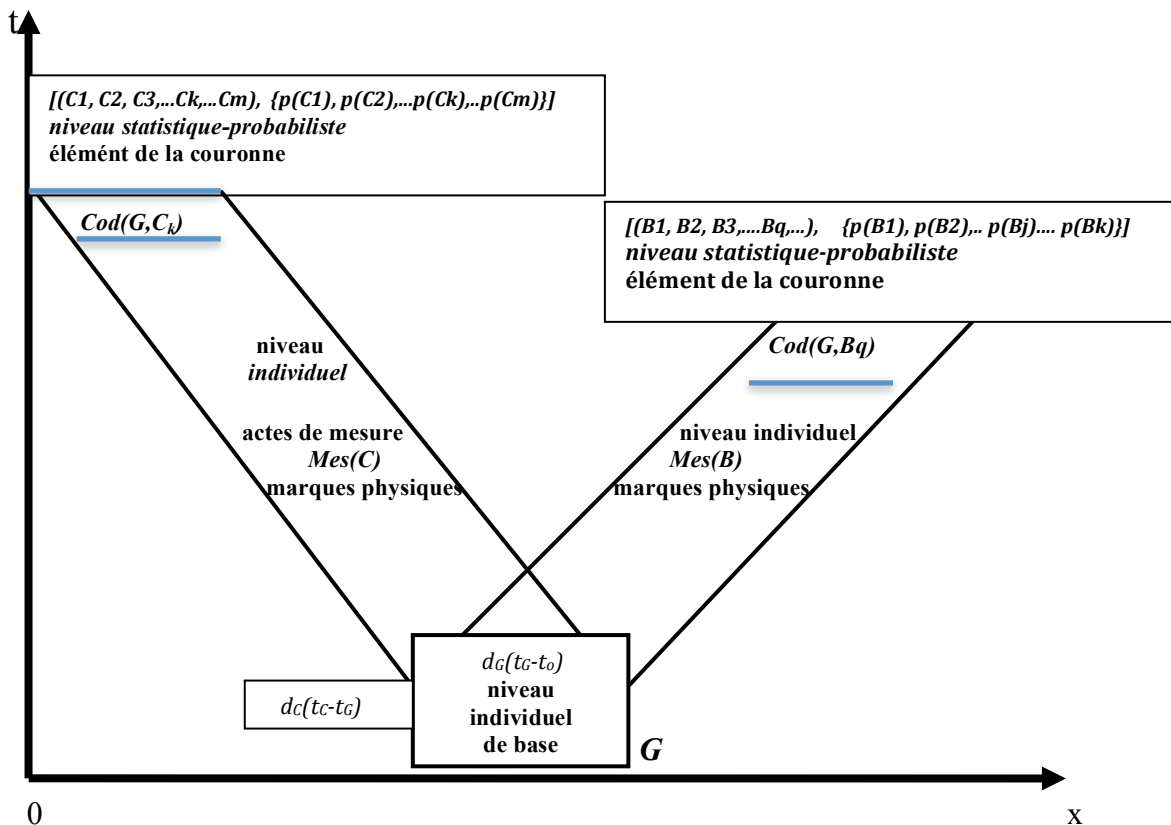 t
[(C1, C2, C3,...Ck,...Cm), {p(C1), p(C2),...p(Ck),..p(Cm)}]
niveau statistique-probabiliste
élémént de la couronne
Cod(G,Ck)
[(B1, B2, B3,....Bq,...), {p(B1), p(B2),.. p(Bj).... p(Bk)}]
niveau statistique-probabiliste
élément de la couronne
Cod(G,Bq)
niveau
individuel
actes de mesure
Mes(C)
marques physiques
niveau individuel
Mes(B)
marques physiques
dG(tG-to)
niveau
individuel
de base
dC(tC-tG)
G
0
x